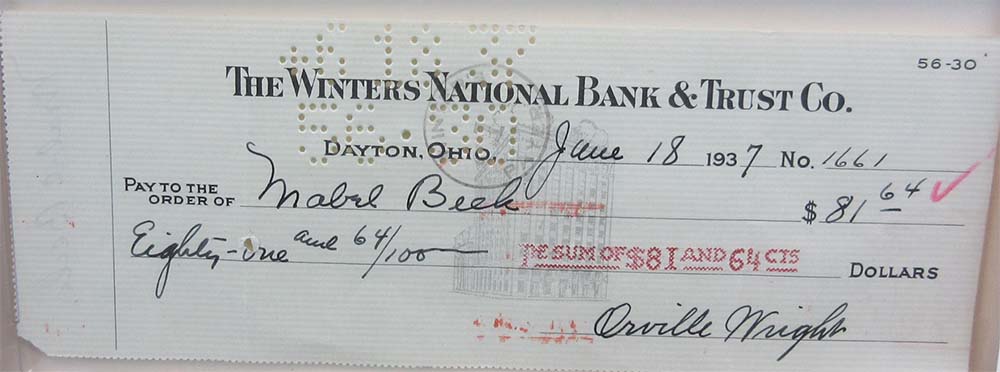 56-30
THE WINTERS NATIONAL BANK & TRUST CO.
DAYTON, OHIO, June 18 1937 No. 1661
PAY TO THE ORDER OF Mabel Beck $ 81 64
Eighty-one and 64/100 THE SUM OF $81 AND 64 CTS DOLLARS
Orville Wright